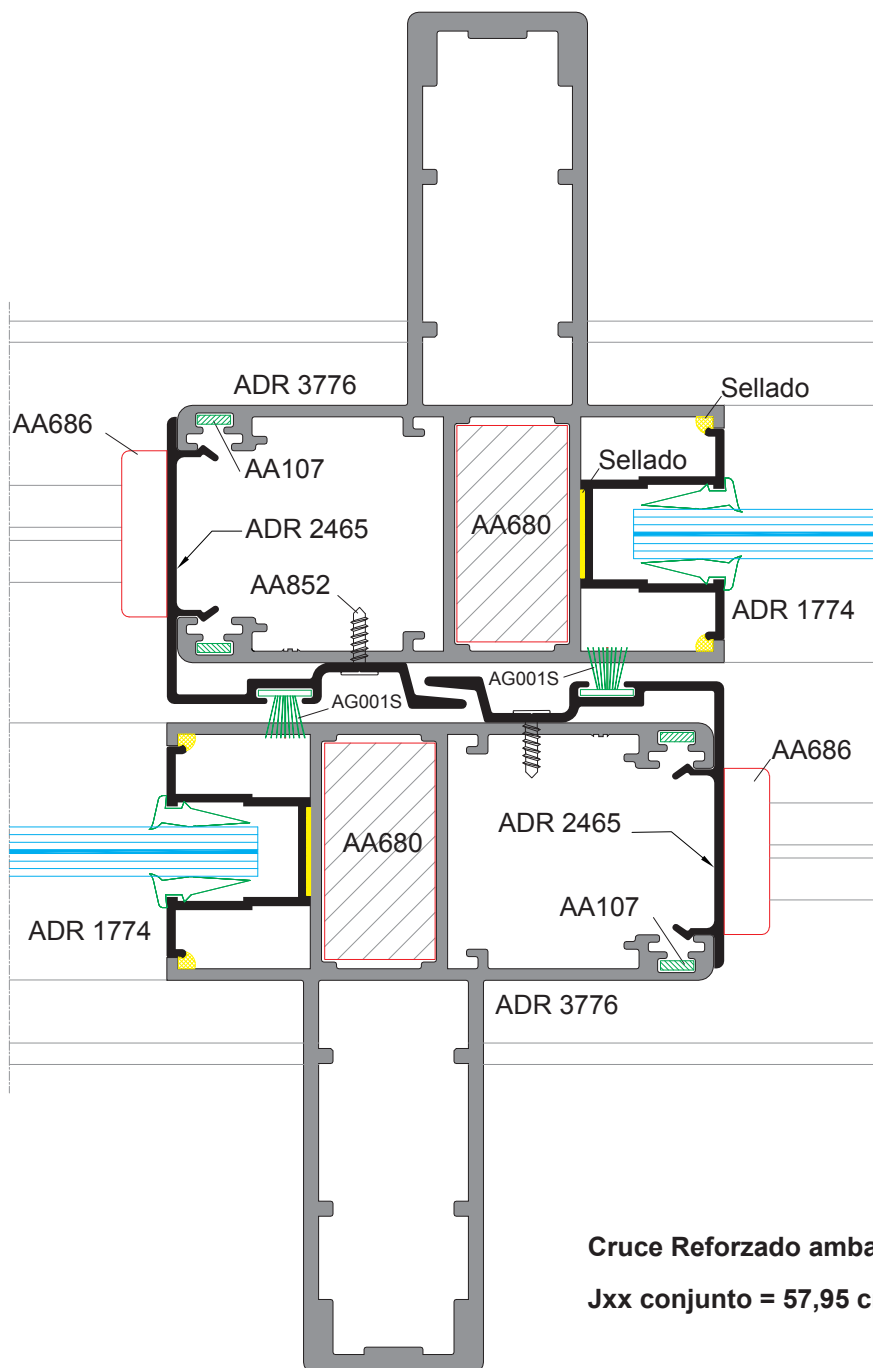 ADR 3776
Sellado
AA686
AA107
Sellado
ADR 2465
AA680
AA852
ADR 1774
AG001S
AG001S
AA686
ADR 2465
AA680
AA107
ADR 1774
ADR 3776
Cruce Reforzado amba
Jxx conjunto = 57,95 c